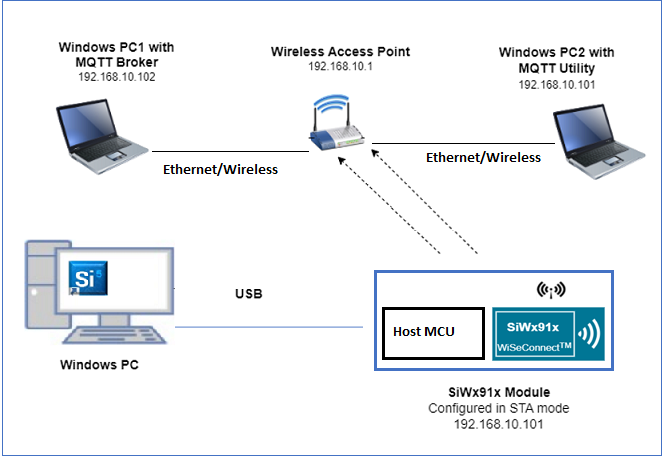 Windows PC1 with
MQTT Broker
192.168.10.102
Wireless Access Point
192.168.10.1
Windows PC2 with
MQTT Utility
192.168.10.101
Ethernet/Wireless
Ethernet/Wireless
Si 5
USB
Host MCU
SiWx91x
WiSeConnect™
Windows PC
SiWx91x Module
Configured in STA mode
192.168.10.101